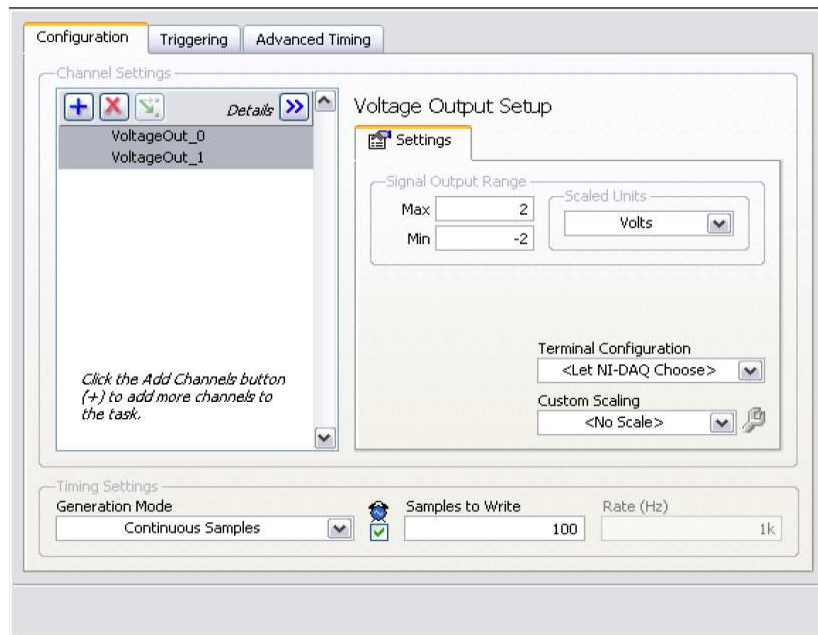 Configuration
Triggering
Advanced Timing
Channel Settings
Details
VoltageOut_0
VoltageOut_1
Click the Add Channels button
(+) to add more channels to
the task.
Voltage Output Setup
Settings
Signal Output Range
Max 2
Min -2
Scaled Units
Volts
Terminal Configuration
<Let NI-DAQ Choose>
Custom Scaling
<No Scale>
Timing Settings
Generation Mode
Continuous Samples
Samples to Write
100
Rate (Hz)
1k